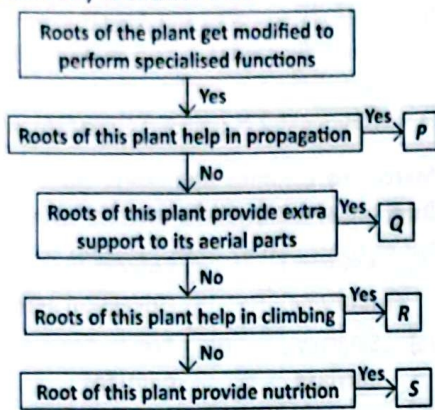 Roots of the plant get modified to
perform specialised functions
Yes
Roots of this plant help in propagation
Yes
P
No
Roots of this plant provide extra
support to its aerial parts
Yes
Q
No
Roots of this plant help in climbing
Yes
R
No
Root of this plant provide nutrition
Yes
S